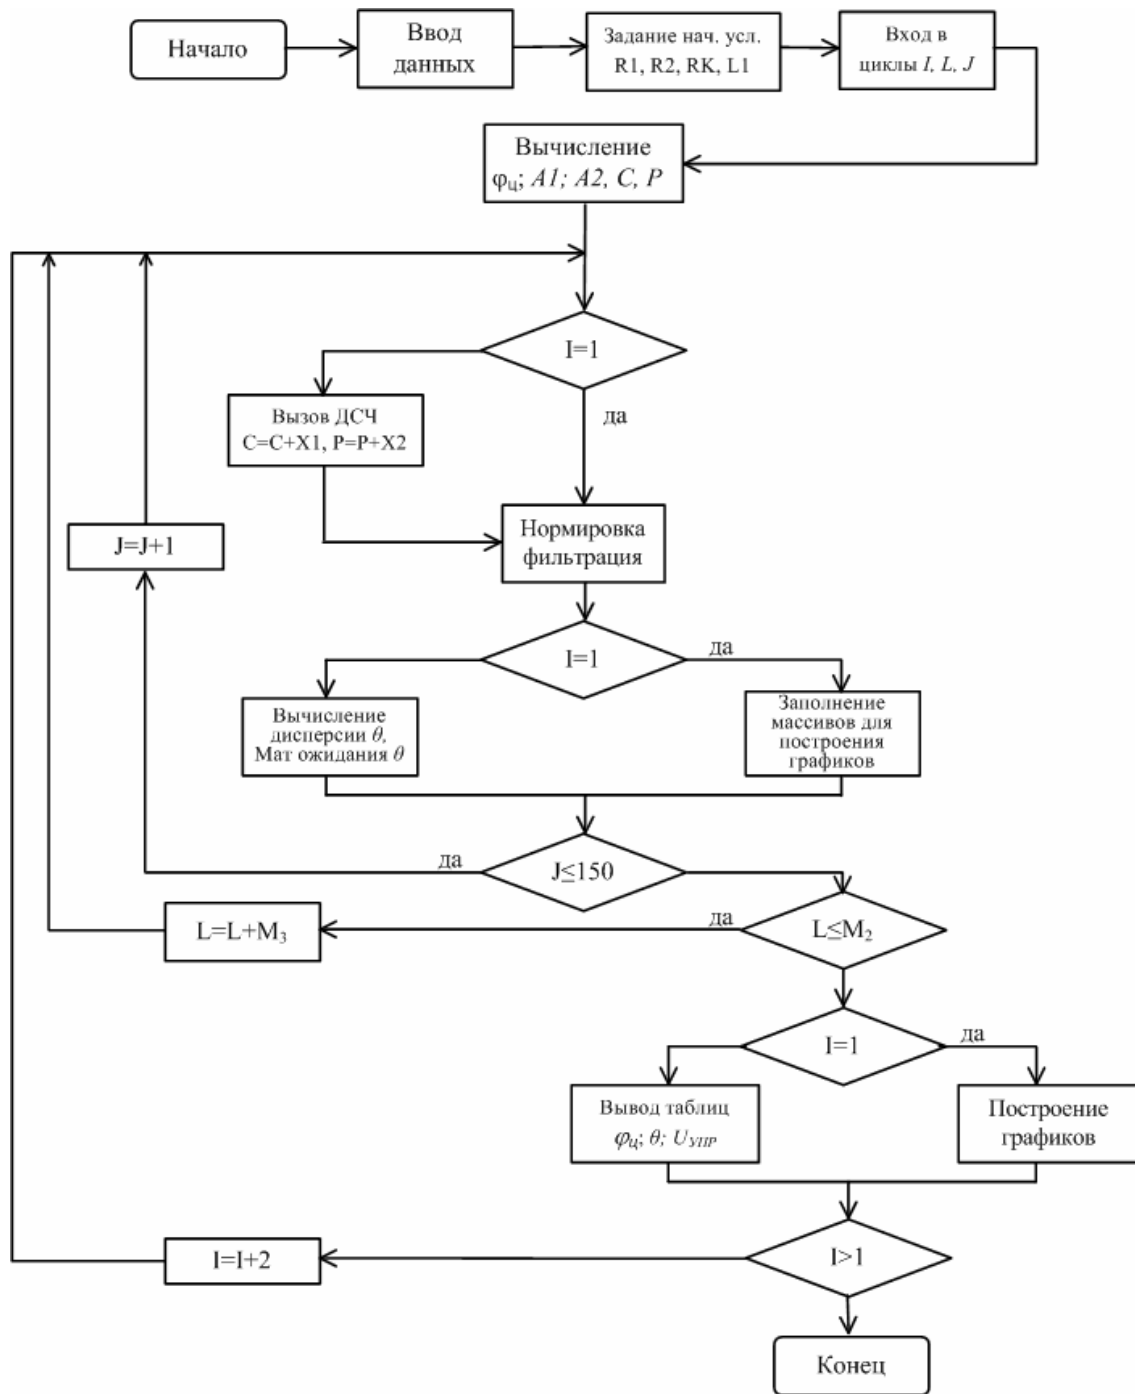 Начало
Ввод
данных
Задание нач. усл.
R1, R2, RK, L1
Вход в
циклы I, L, J
Вычисление
φц; A1; A2, C, P
I=1
да
Вызов ДСЧ
C=C+X1, P=P+X2
Нормировка
фильтрация
J=J+1
I=1
да
Вычисление
дисперсии θ,
Мат ожидания θ
Заполнение
массивов для
построения
графиков
J≤150
да
L≤M₂
да
L=L+M₃
I=1
да
Вывод таблиц
φц; θ; UУПР
Построение
графиков
I>1
I=I+2
Конец